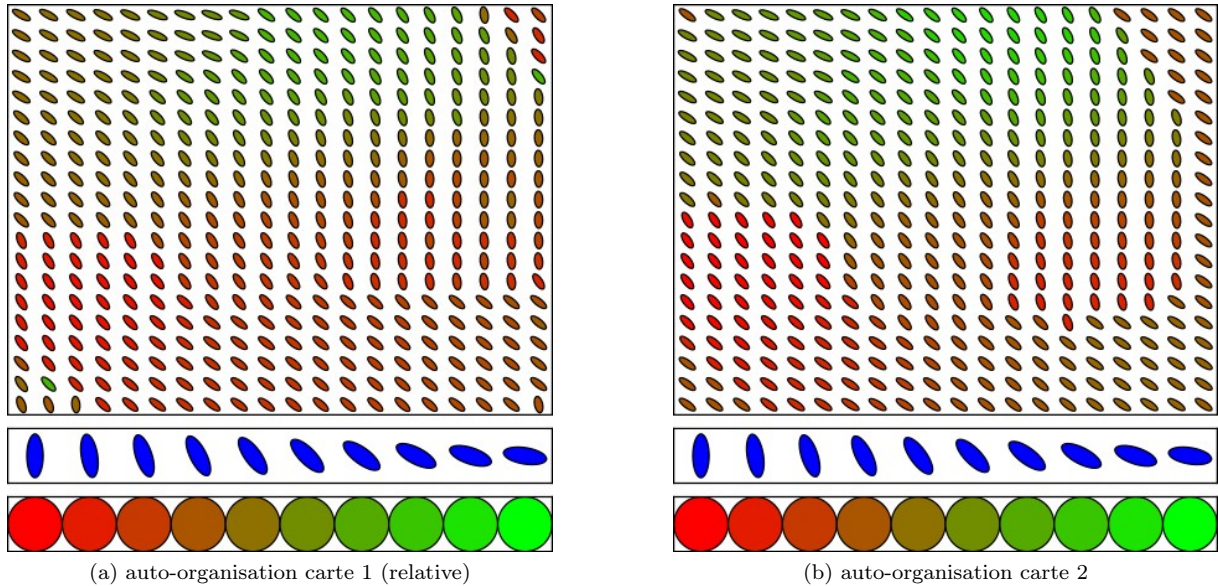 (a) auto-organisation carte 1 (relative)
(b) auto-organisation carte 2